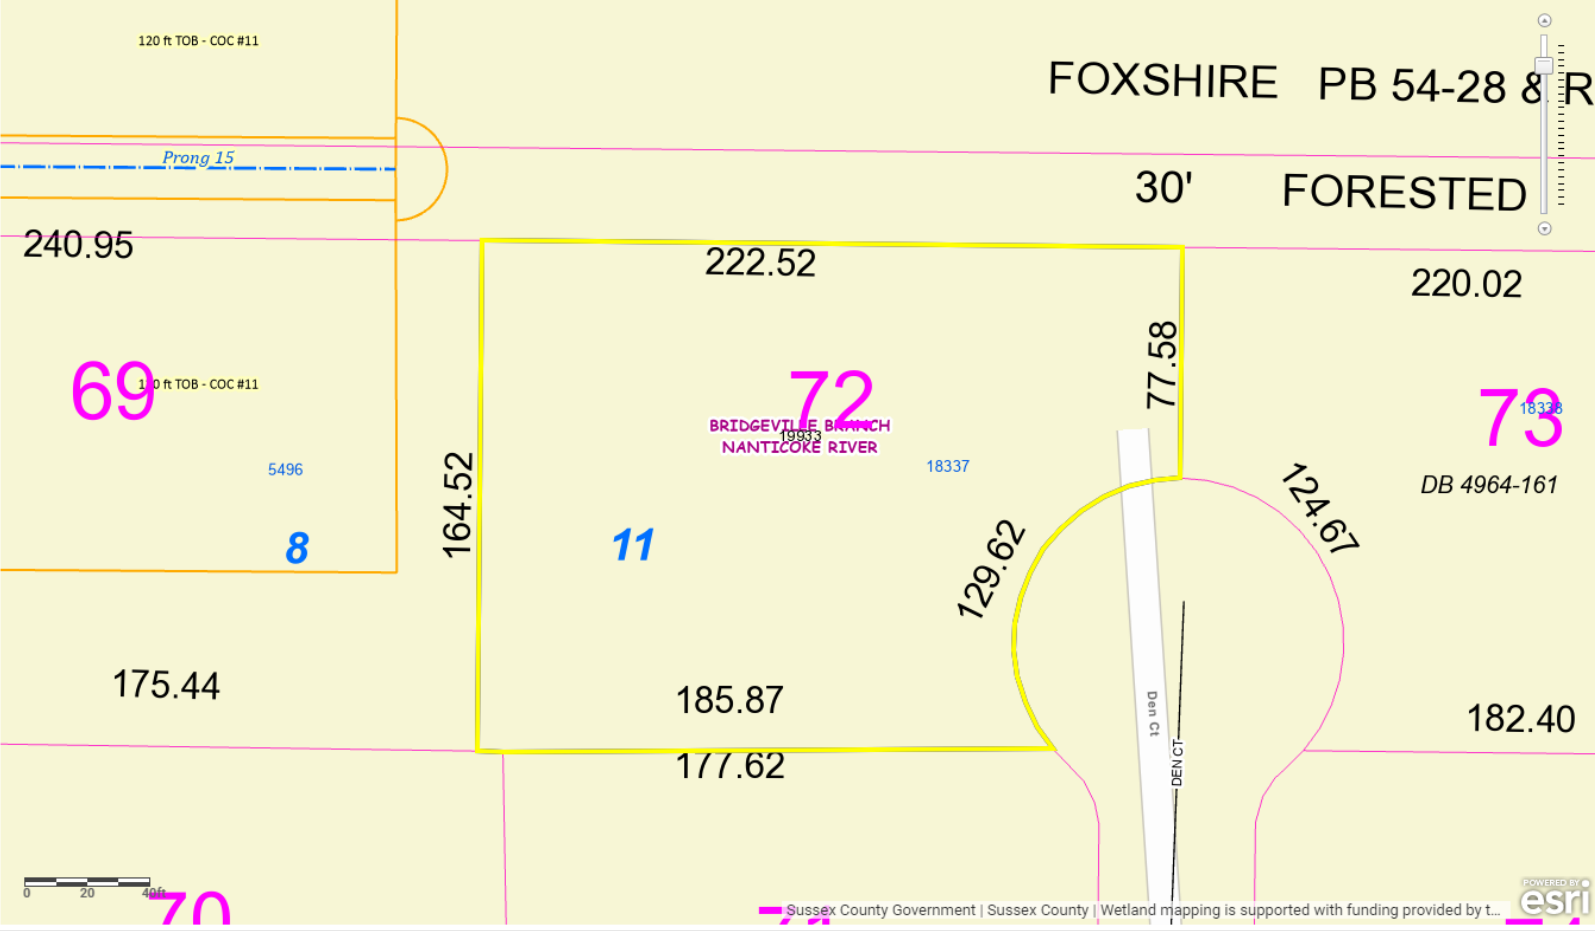 120 ft TOB - COC #11
FOXSHIRE PB 54-28 & R
Prong 15
30' FORESTED
240.95
222.52
220.02
77.58
69
120 ft TOB - COC #11
72
73
18338
BRIDGEVILLE BRANCH
19933
NANTICOKE RIVER
5496
18337
DB 4964-161
164.52
124.67
8
11
129.62
175.44
185.87
182.40
Den Ct
DEN CT
177.62
0 20 40ft
70
71
Sussex County Government | Sussex County | Wetland mapping is supported with funding provided by t...
POWERED BY
esri